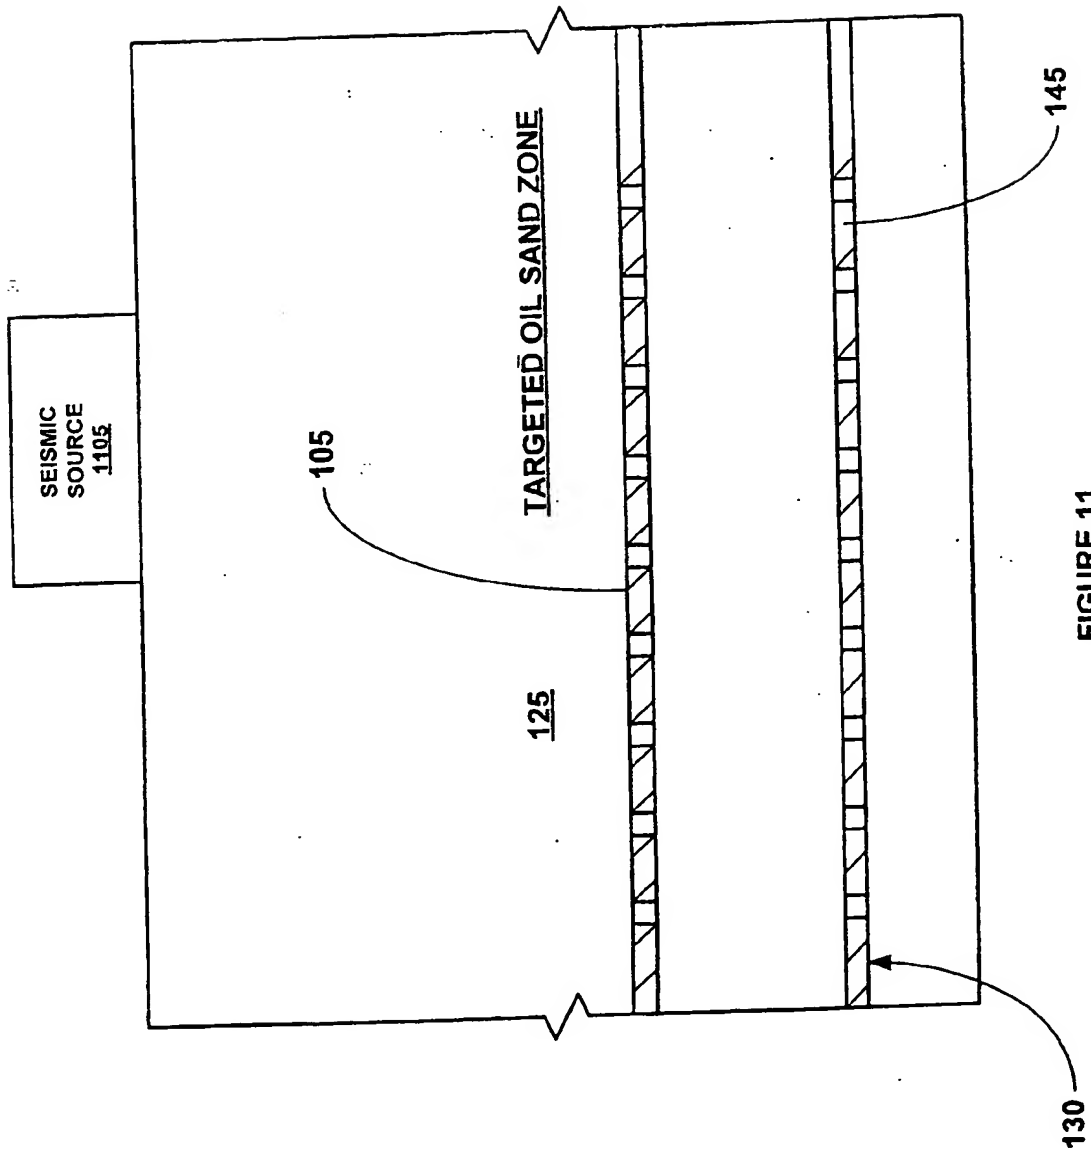 SEISMIC
SOURCE
1105
105
TARGETED OIL SAND ZONE
125
145
130
FIGURE 11